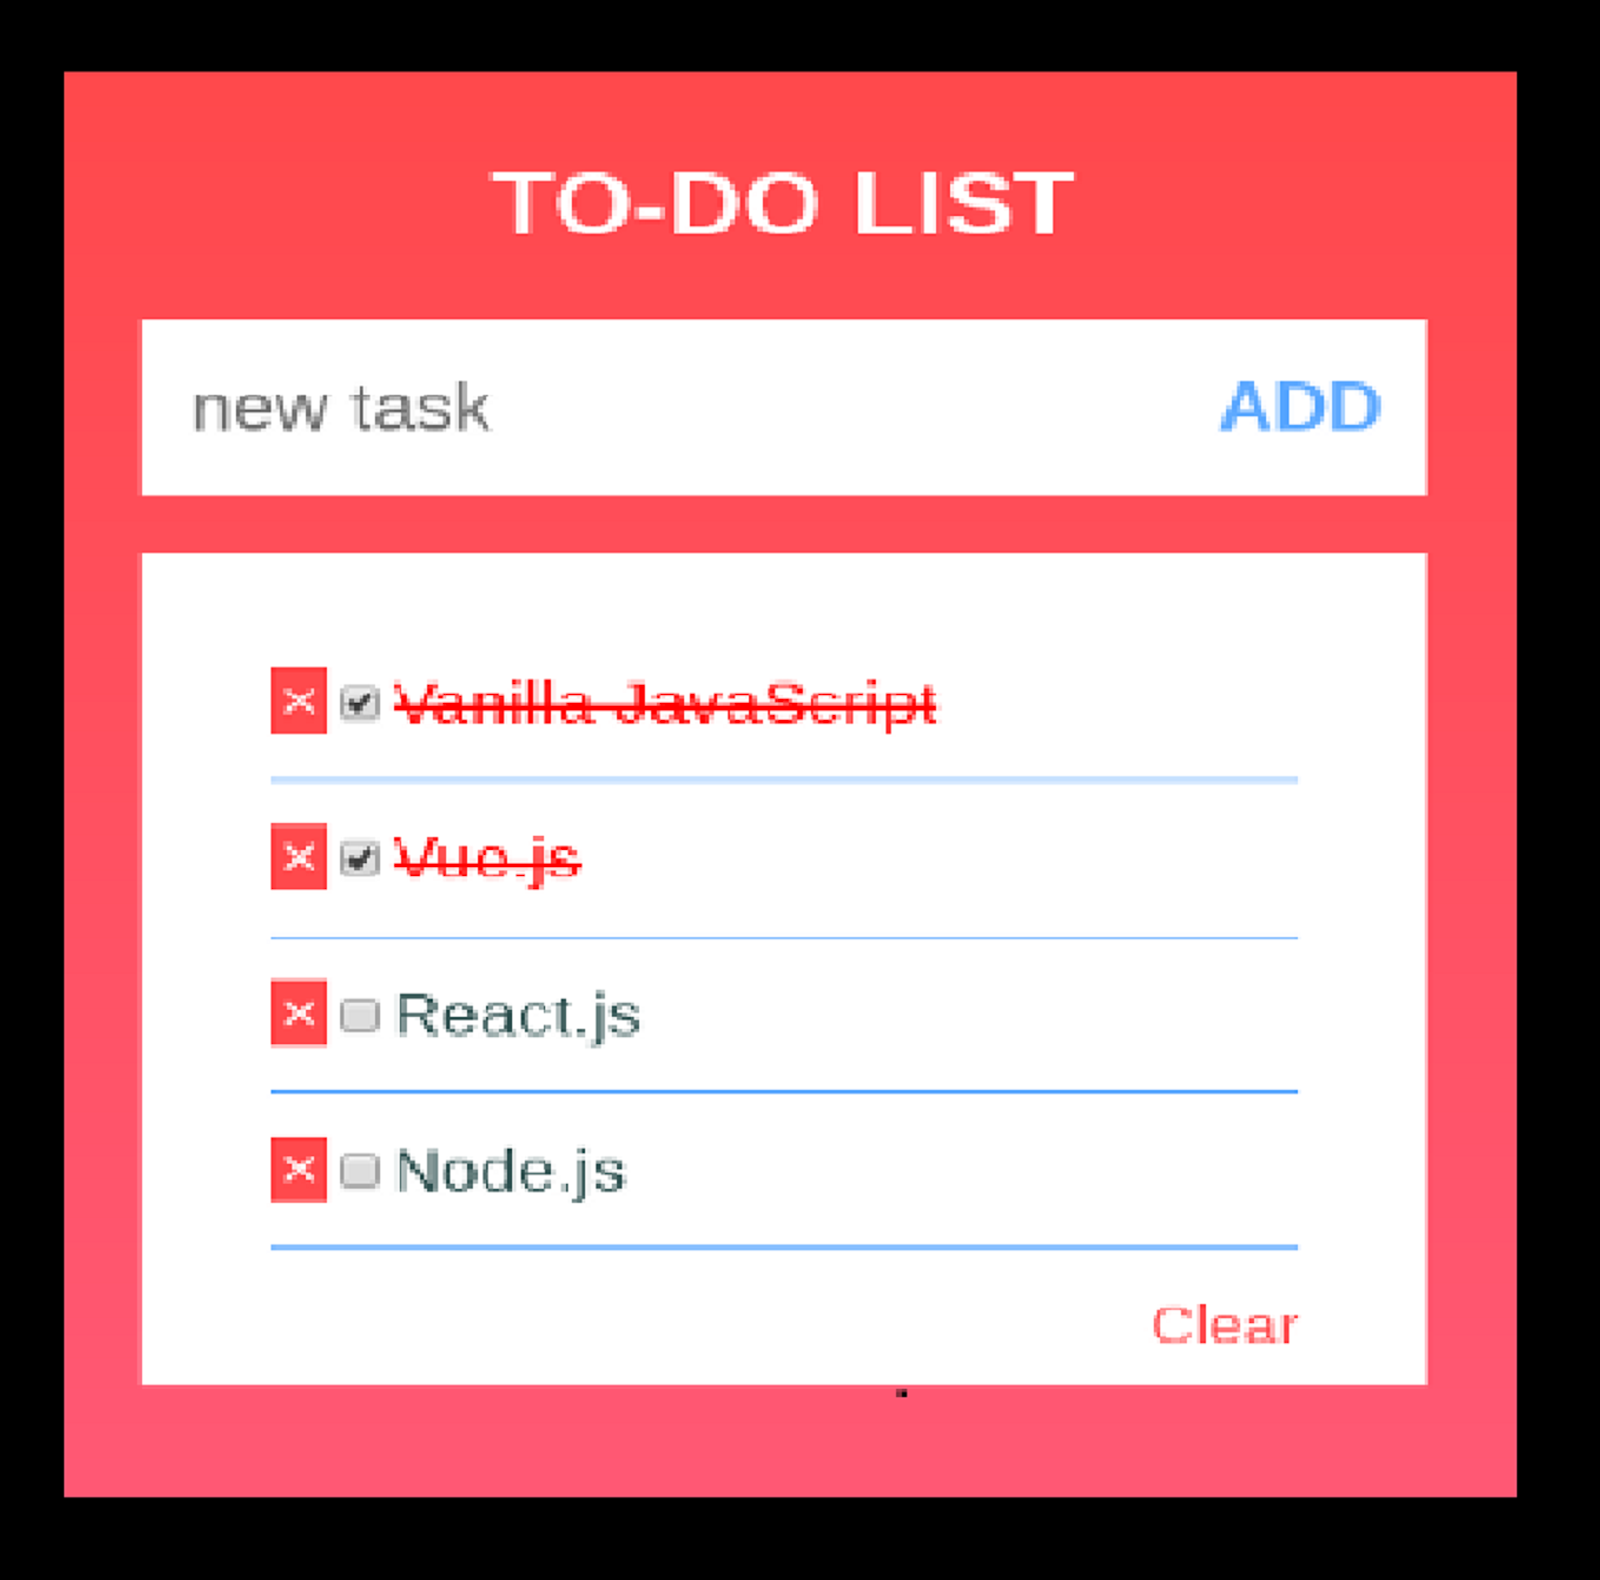 TO-DO LIST
new task ADD
Vanilla JavaScript
Vue.js
React.js
Node.js
Clear